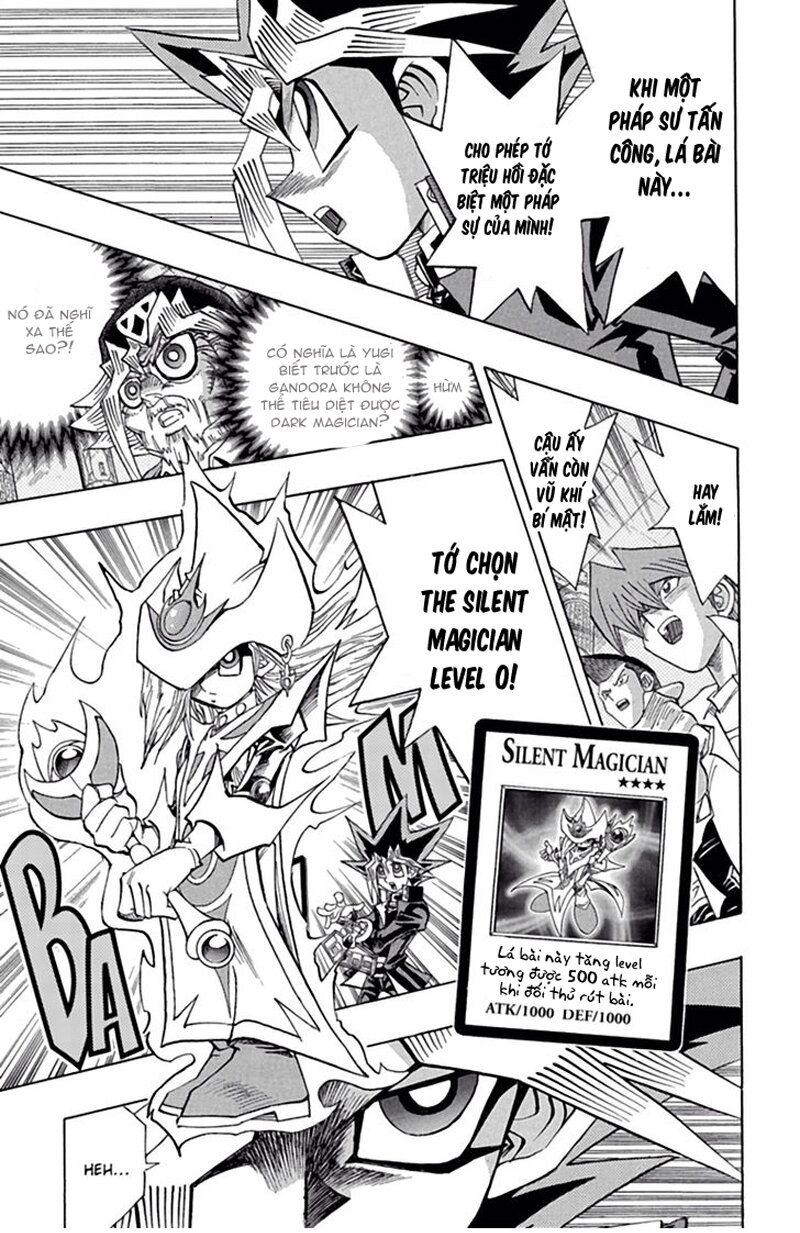 KHI MỘT
PHÁP SƯ TẤN
CÔNG, LÁ BÀI
NÀY...
CHO PHÉP TỚ
TRIỆU HỒI ĐẶC
BIỆT MỘT PHÁP
SỰ CỦA MÌNH!
HỪM
CÓ NGHĨA LÀ YUGI
BIẾT TRƯỚC LÀ
GANDORA KHÔNG
THỂ TIÊU DIỆT ĐƯỢC
DARK MAGICIAN?
NÓ ĐÃ NGHĨ
XA THẾ
SAO?!
HAY
LẮM!
CẬU ẤY
VẪN CÒN
VŨ KHÍ
BÍ MẬT!
TỚ CHỌN
THE SILENT
MAGICIAN
LEVEL 0!
SILENT MAGICIAN
★★★★
Lá bài này tăng level
tương được 500 atk mỗi
khi đối thủ rút bài.
ATK/1000 DEF/1000
BA
M
HEH...